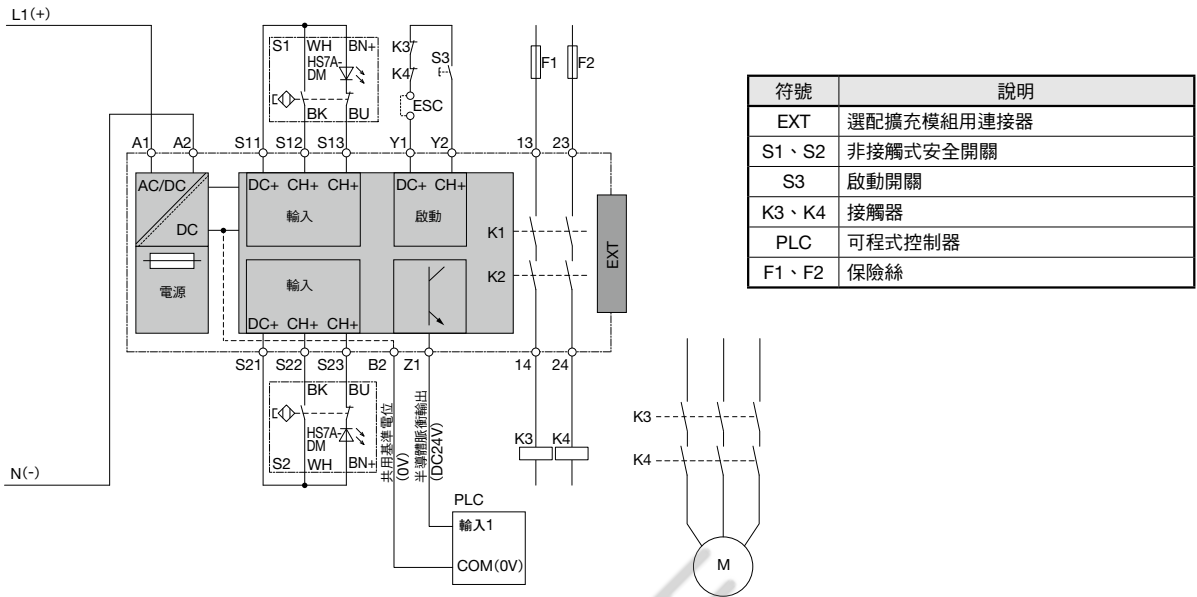 L1(+)
S1 WH BN+
HS7A-
DM
BK BU
K3
K4
S3
ESC
F1 F2
A1 A2 S11 S12 S13 Y1 Y2 13 23
AC/DC
DC
電源
DC+ CH+ CH+
輸入
DC+ CH+
啟動
K1
K2
EXT
輸入
DC+ CH+ CH+
S21 S22 S23 B2 Z1 14 24
BK BU
HS7A-
DM
S2 WH BN+
共用基準電位
(0V)
半導體脈衝輸出
(DC24V)
K3 K4
N(-)
PLC
輸入1
COM(0V)
符號 說明
EXT 選配擴充模組用連接器
S1、S2 非接觸式安全開關
S3 啟動開關
K3、K4 接觸器
PLC 可程式控制器
F1、F2 保險絲
K3
K4
M